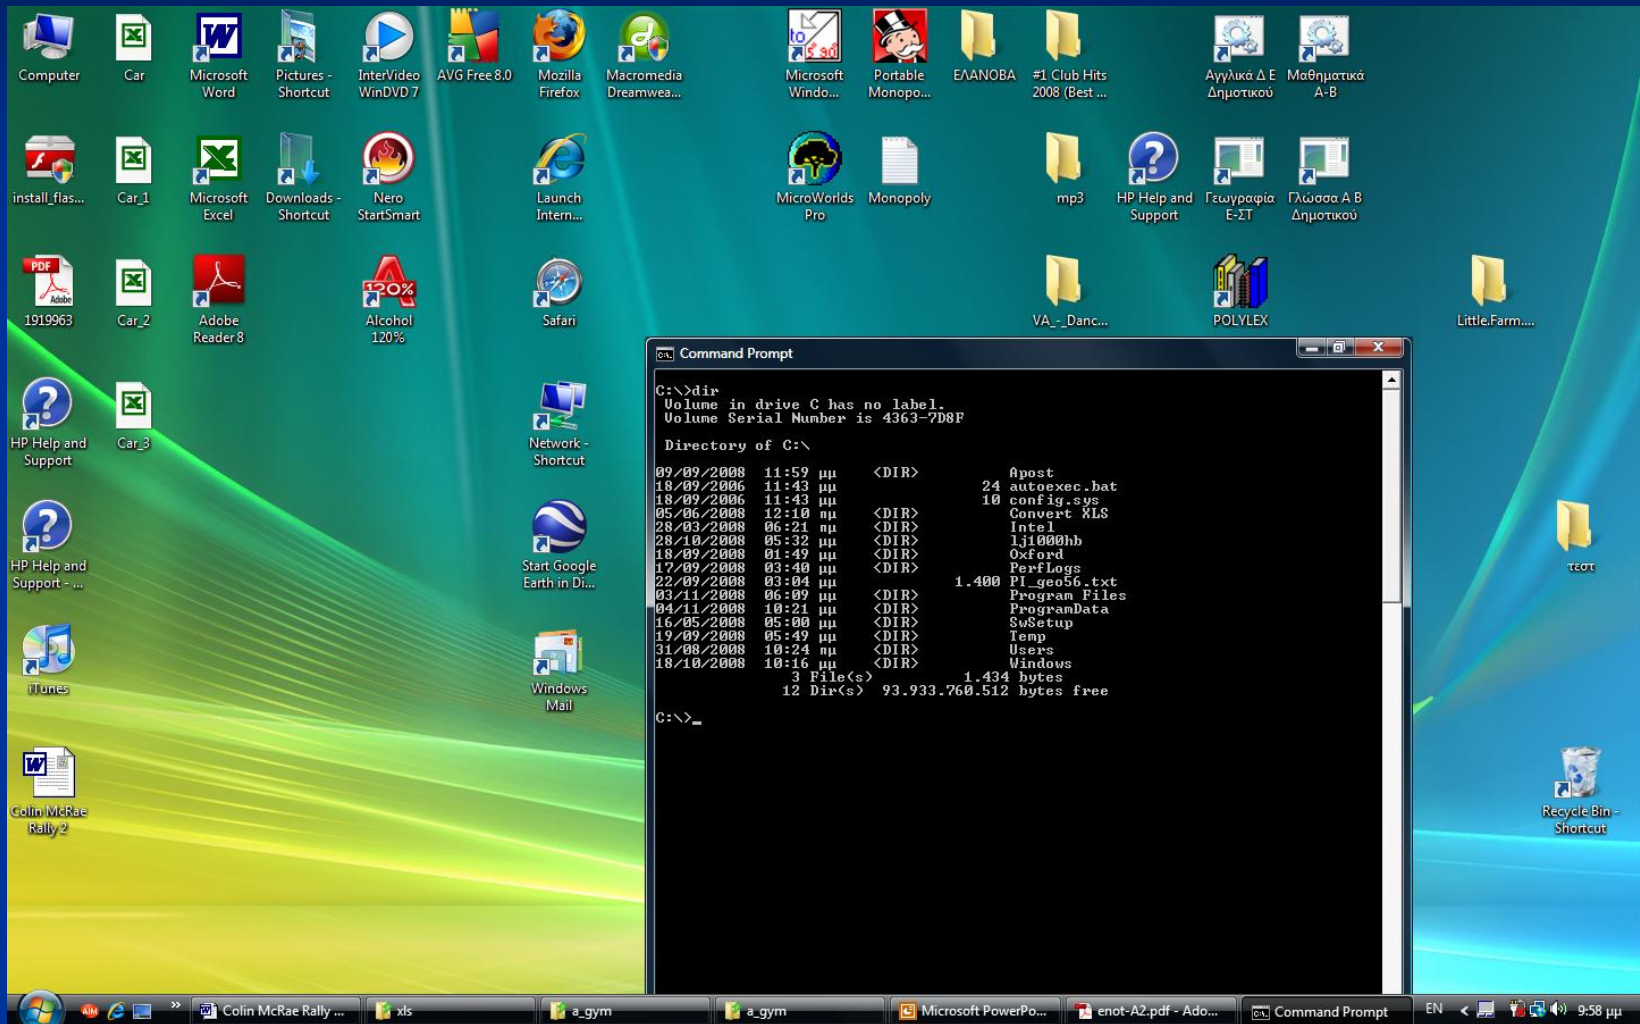 Computer
Car
Microsoft
Word
Pictures -
Shortcut
InterVideo
WinDVD 7
AVG Free 8.0
Mozilla
Firefox
Macromedia
Dreamwea...
Microsoft
Windo...
Portable
Monopo...
ΕΛΑΝΟΒΑ
#1 Club Hits
2008 (Best ...
Αγγλικά Δ Ε
Δημοτικού
Μαθηματικά
Α-Β
install_flas...
Car_1
Microsoft
Excel
Downloads -
Shortcut
Nero
StartSmart
Launch
Intern...
MicroWorlds
Pro
Monopoly
mp3
HP Help and
Support
Γεωγραφία
Ε-ΣΤ
Γλώσσα Α Β
Δημοτικού
PDF
Adobe
1919963
Car_2
Adobe
Reader 8
120%
Alcohol
120%
Safari
VA_-_Danc...
POLYLEX
Little.Farm....
HP Help and
Support
Car_3
Network -
Shortcut
HP Help and
Support - ...
Start Google
Earth in Di...
τεστ
iTunes
Windows
Mail
Colin McRae
Rally 2
Recycle Bin -
Shortcut
Command Prompt
C:\>dir
Volume in drive C has no label.
Volume Serial Number is 4363-7D8F
Directory of C:\
09/09/2008 11:59 μμ <DIR> Apost
18/09/2006 11:43 μμ 24 autoexec.bat
18/09/2006 11:43 μμ 10 config.sys
05/06/2008 12:10 πμ <DIR> Convert XLS
28/03/2008 06:21 πμ <DIR> Intel
28/10/2008 05:32 μμ <DIR> lj1000hb
18/09/2008 01:49 μμ <DIR> Oxford
17/09/2008 03:40 μμ <DIR> PerfLogs
22/09/2008 03:04 μμ 1.400 PI_geo56.txt
03/11/2008 06:09 μμ <DIR> Program Files
04/11/2008 10:21 μμ <DIR> ProgramData
16/05/2008 05:00 μμ <DIR> SwSetup
19/09/2008 05:49 μμ <DIR> Temp
31/08/2008 10:24 πμ <DIR> Users
18/10/2008 10:16 μμ <DIR> Windows
3 File(s) 1.434 bytes
12 Dir(s) 93.933.760.512 bytes free
C:\>_
Colin McRae Rally ...
xls
a_gym
a_gym
Microsoft PowerPo...
enot-A2.pdf - Ado...
Command Prompt
EN
9:58 μμ